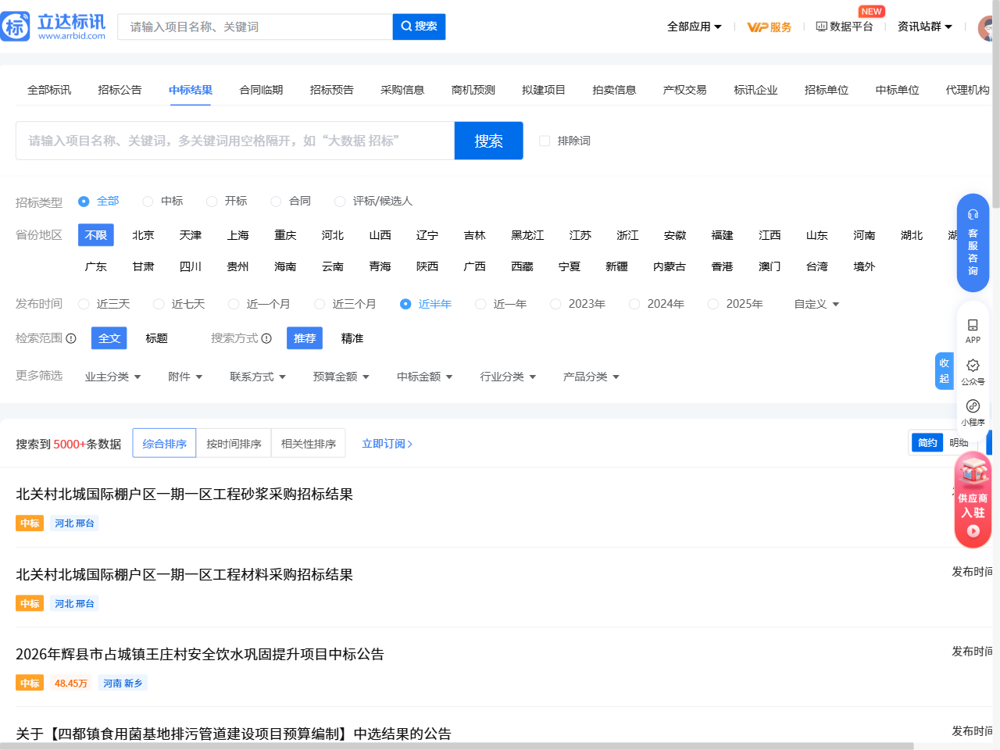 标 立达标讯 www.arrbid.com 请输入项目名称、关键词 搜索 全部应用 VIP服务 数据平台 NEW 资讯站群
全部标讯 招标公告 中标结果 合同临期 招标预告 采购信息 商机预测 拟建项目 拍卖信息 产权交易 标讯企业 招标单位 中标单位 代理机构
请输入项目名称、关键词，多关键词用空格隔开，如“大数据 招标” 搜索 排除词
招标类型 全部 中标 开标 合同 评标/候选人
省份地区 不限 北京 天津 上海 重庆 河北 山西 辽宁 吉林 黑龙江 江苏 浙江 安徽 福建 江西 山东 河南 湖北
广东 甘肃 四川 贵州 海南 云南 青海 陕西 广西 西藏 宁夏 新疆 内蒙古 香港 澳门 台湾 境外
发布时间 近三天 近七天 近一个月 近三个月 近半年 近一年 2023年 2024年 2025年 自定义
检索范围 全文 标题 搜索方式 推荐 精准
更多筛选 业主分类 附件 联系方式 预算金额 中标金额 行业分类 产品分类
客服咨询
APP
公众号
小程序
收起
搜索到 5000+条数据 综合排序 按时间排序 相关性排序 立即订阅 简约 明细
供应商
入驻
北关村北城国际棚户区一期一区工程砂浆采购招标结果
中标 河北 邢台
北关村北城国际棚户区一期一区工程材料采购招标结果 发布时间
中标 河北 邢台
2026年辉县市占城镇王庄村安全饮水巩固提升项目中标公告 发布时间
中标 48.45万 河南 新乡
关于【四都镇食用菌基地排污管道建设项目预算编制】中选结果的公告 发布时间